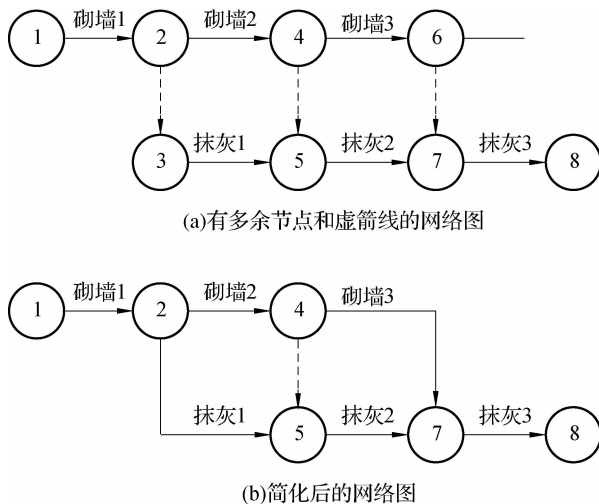 砌墙1 砌墙2 砌墙3
1 2 4 6
抹灰1 抹灰2 抹灰3
3 5 7 8
(a)有多余节点和虚箭线的网络图
砌墙1 砌墙2 砌墙3
1 2 4
抹灰1 抹灰2 抹灰3
5 7 8
(b)简化后的网络图